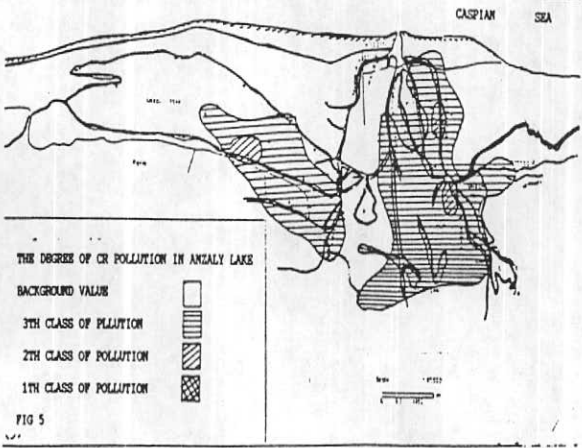 CASPIAN SEA
THE DEGREE OF CR POLLUTION IN ANZALY LAKE
BACKGROUND VALUE
3TH CLASS OF PLLUTION
2TH CLASS OF POLLUTION
1TH CLASS OF POLLUTION
FIG 5